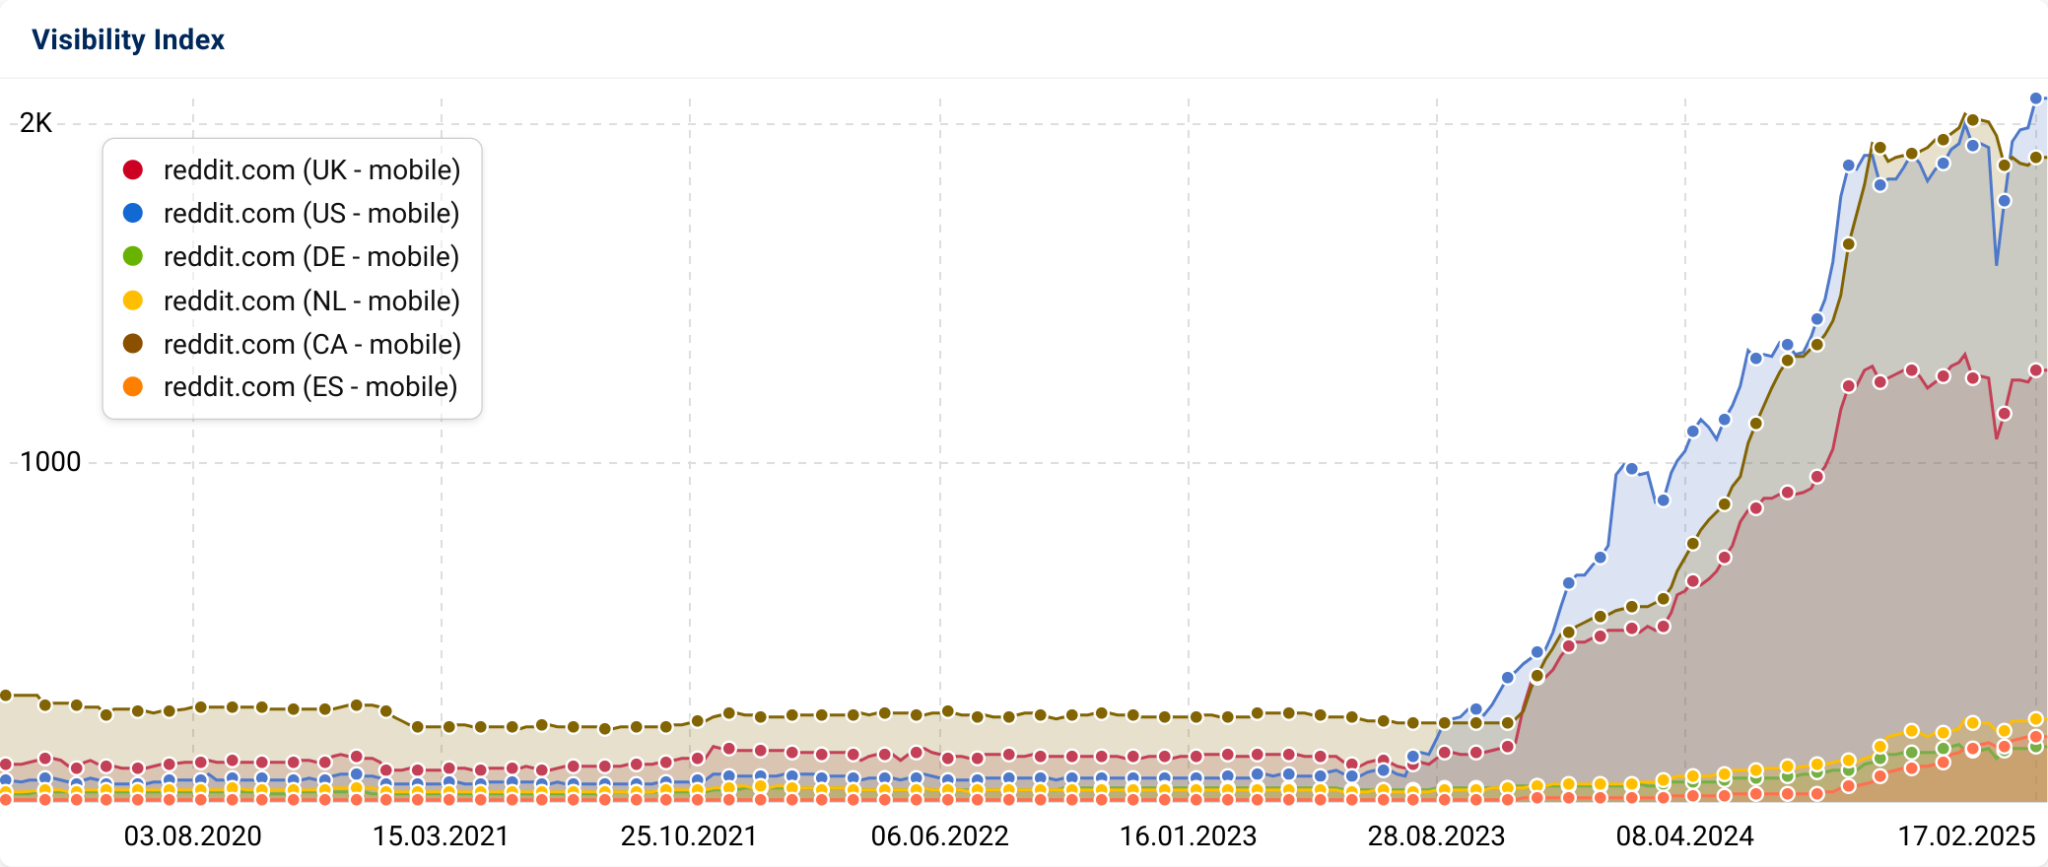 Visibility Index
2K
reddit.com (UK - mobile)
reddit.com (US - mobile)
reddit.com (DE - mobile)
reddit.com (NL - mobile)
reddit.com (CA - mobile)
reddit.com (ES - mobile)
1000
03.08.2020 15.03.2021 25.10.2021 06.06.2022 16.01.2023 28.08.2023 08.04.2024 17.02.2025